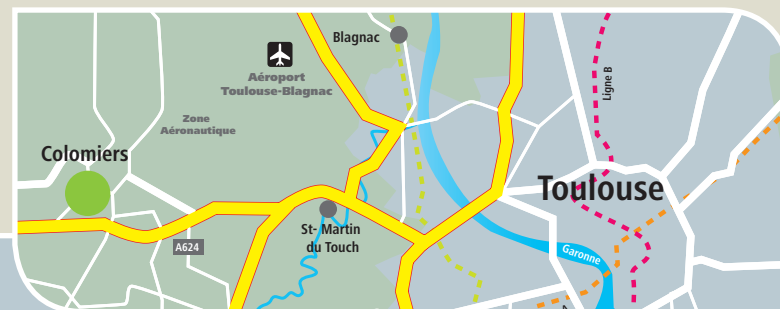 Blagnac
Aéroport
Toulouse-Blagnac
Ligne B
Zone
Aéronautique
Colomiers
Toulouse
St- Martin
du Touch
A624
Garonne